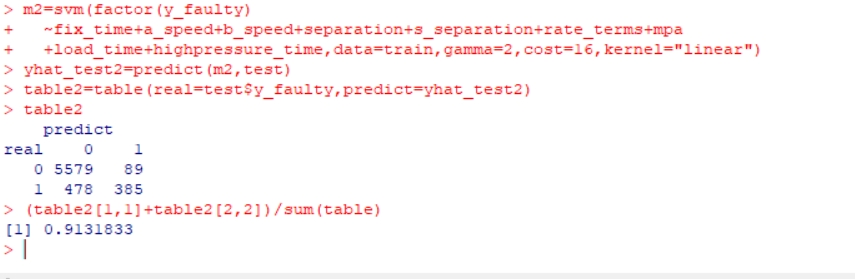 > m2=svm(factor(y_faulty)
+   ~fix_time+a_speed+b_speed+separation+s_separation+rate_terms+mpa
+   +load_time+highpressure_time,data=train,gamma=2,cost=16,kernel="linear")
> yhat_test2=predict(m2,test)
> table2=table(real=test$y_faulty,predict=yhat_test2)
> table2
    predict
real    0    1
   0 5579   89
   1  478  385
> (table2[1,1]+table2[2,2])/sum(table)
[1] 0.9131833
> |